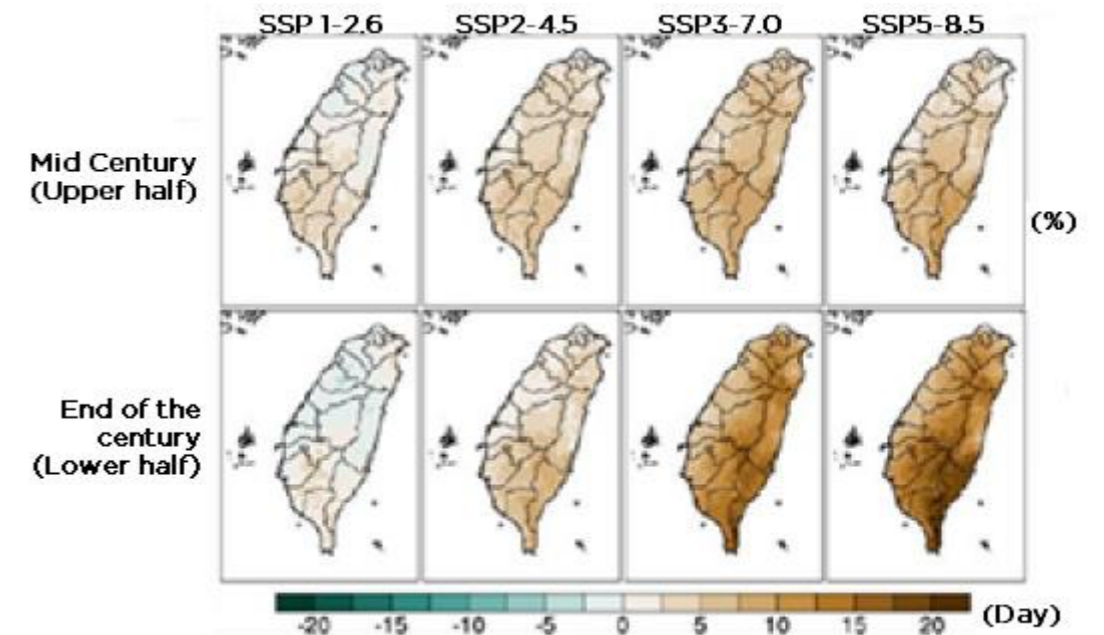 SSP 1-2.6 SSP2-4.5 SSP3-7.0 SSP5-8.5
Mid Century
(Upper half)
(%)
End of the
century
(Lower half)
-20 -15 -10 -5 0 5 10 15 20 (Day)